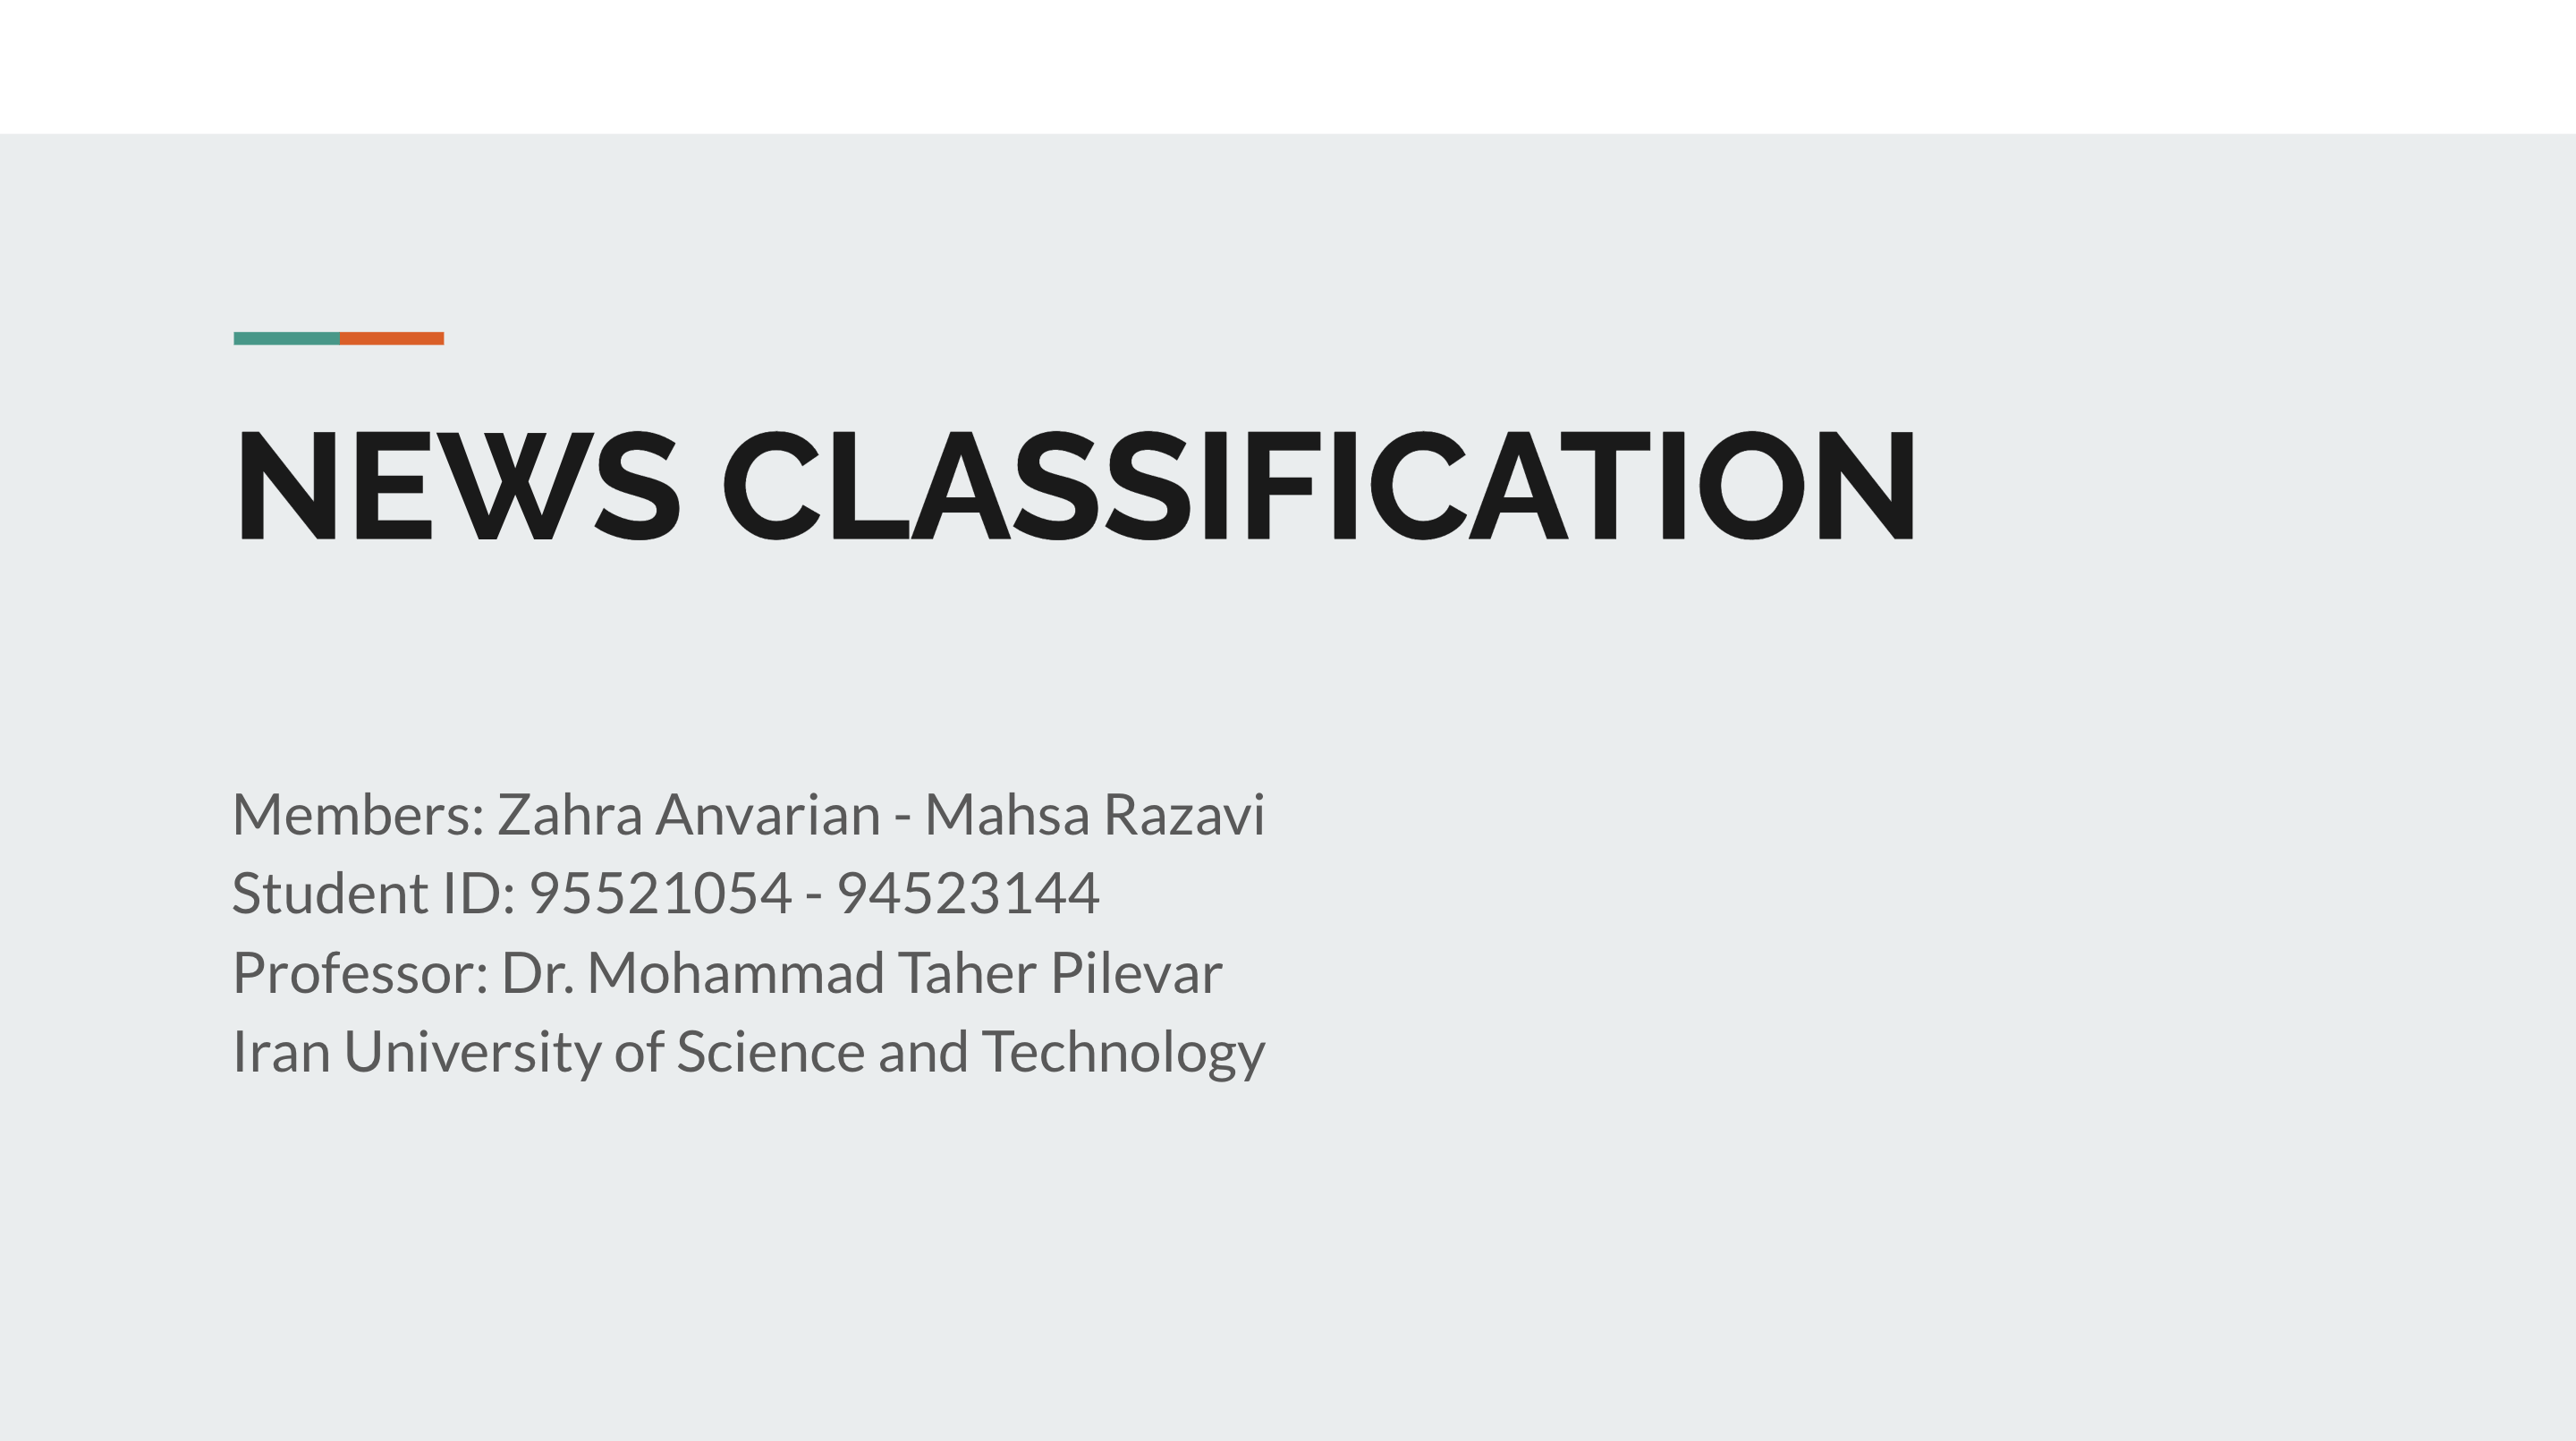 NEWS CLASSIFICATION
Members: Zahra Anvarian - Mahsa Razavi
Student ID: 95521054 - 94523144
Professor: Dr. Mohammad Taher Pilevar
Iran University of Science and Technology